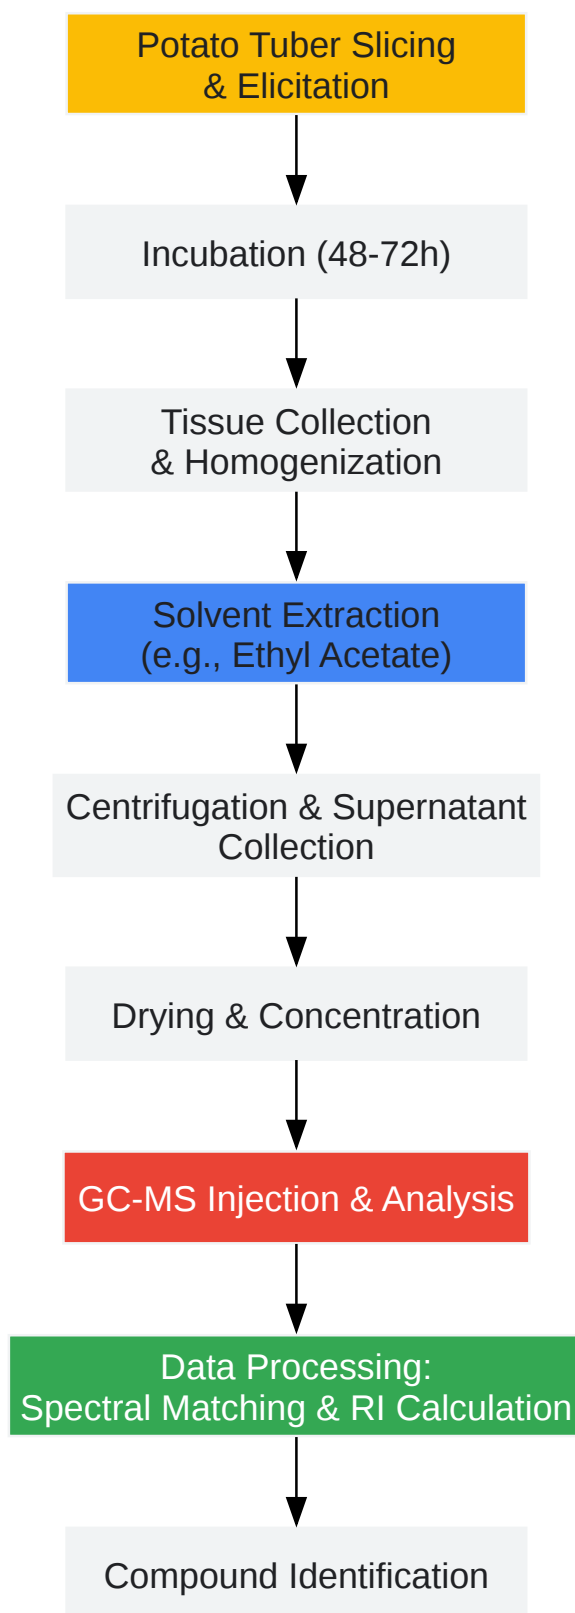 Potato Tuber Slicing
& Elicitation
Incubation (48-72h)
Tissue Collection
& Homogenization
Solvent Extraction
(e.g., Ethyl Acetate)
Centrifugation & Supernatant
Collection
Drying & Concentration
GC-MS Injection & Analysis
Data Processing:
Spectral Matching & RI Calculation
Compound Identification